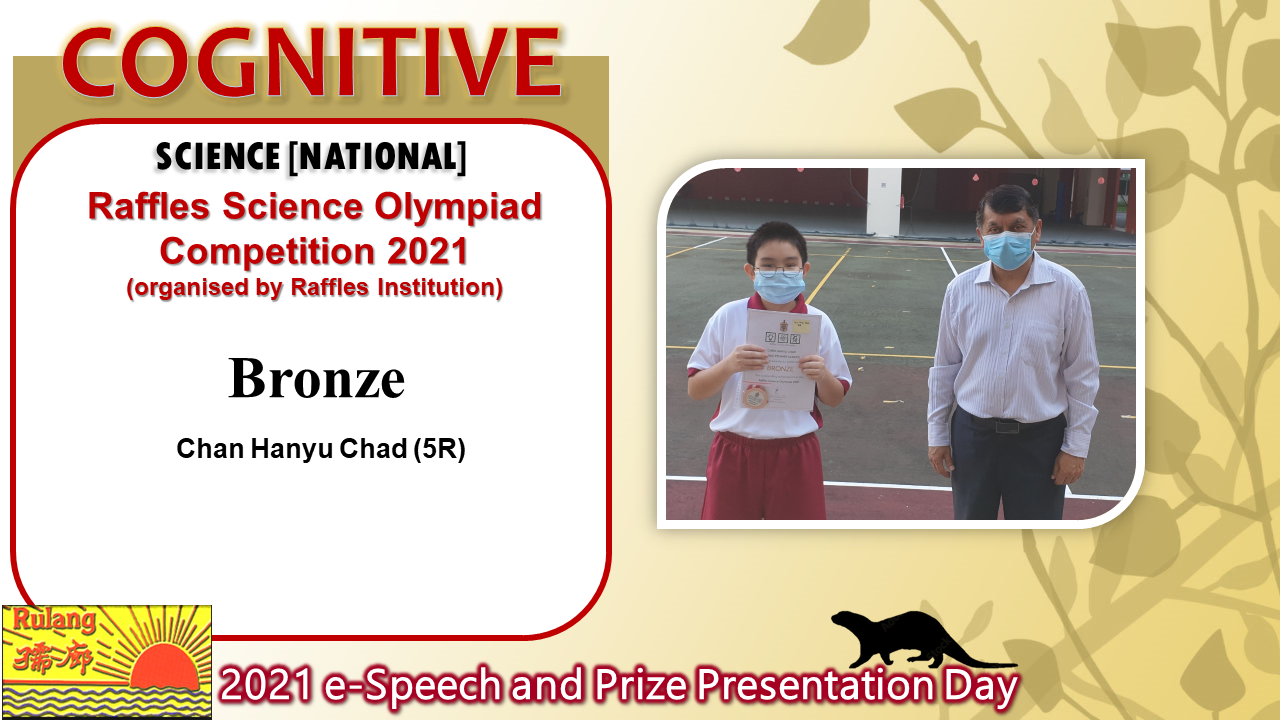 COGNITIVE
SCIENCE [NATIONAL]
Raffles Science Olympiad
Competition 2021
(organised by Raffles Institution)
Bronze
Chan Hanyu Chad (5R)
BRONZE
Rulang
儒廊
2021 e-Speech and Prize Presentation Day